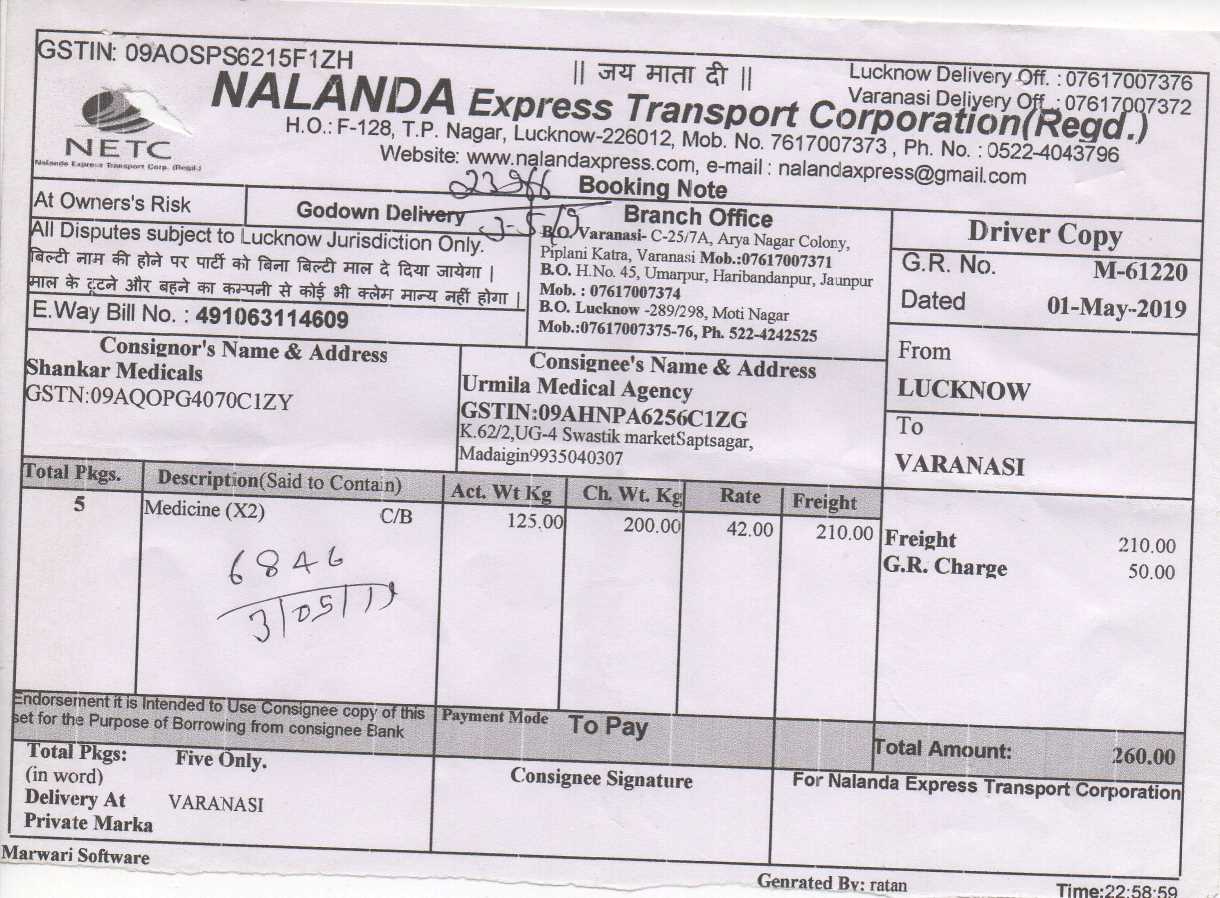 GSTIN: 09AOSPS6215F1ZH
|| जय माता दी ||
Lucknow Delivery Off. : 07617007376
Varanasi Delivery Off. : 07617007372
NALANDA Express Transport Corporation(Regd.)
NETC
Nalanda Express Transport Corp. (Regd.)
H.O.: F-128, T.P. Nagar, Lucknow-226012, Mob. No. 7617007373 , Ph. No. : 0522-4043796
Website: www.nalandaxpress.com, e-mail : nalandaxpress@gmail.com
Booking Note
At Owners's Risk
Godown Delivery
All Disputes subject to Lucknow Jurisdiction Only.
बिल्टी नाम की होने पर पार्टी को बिना बिल्टी माल दे दिया जायेगा |
माल के टूटने और बहने का कम्पनी से कोई भी क्लेम मान्य नहीं होगा |
E.Way Bill No. : 491063114609
Branch Office
B.O. Varanasi- C-25/7A, Arya Nagar Colony,
Piplani Katra, Varanasi Mob.:07617007371
B.O. H.No. 45, Umarpur, Haribandanpur, Jaunpur
Mob. : 07617007374
B.O. Lucknow -289/298, Moti Nagar
Mob.:07617007375-76, Ph. 522-4242525
Driver Copy
G.R. No. M-61220
Dated 01-May-2019
From
LUCKNOW
To
VARANASI
Consignor's Name & Address
Shankar Medicals
GSTN:09AQOPG4070C1ZY
Consignee's Name & Address
Urmila Medical Agency
GSTIN:09AHNPA6256C1ZG
K.62/2,UG-4 Swastik marketSaptsagar,
Madaigin9935040307
Total Pkgs. Description(Said to Contain) Act. Wt Kg Ch. Wt. Kg Rate Freight
5 Medicine (X2) C/B 125.00 200.00 42.00 210.00
6846
3/05/19
Freight 210.00
G.R. Charge 50.00
Endorsement it is Intended to Use Consignee copy of this
set for the Purpose of Borrowing from consignee Bank
Payment Mode To Pay
Total Amount: 260.00
Total Pkgs: Five Only.
(in word)
Delivery At VARANASI
Private Marka
Consignee Signature
For Nalanda Express Transport Corporation
Marwari Software
Genrated By: ratan
Time:22:58:59